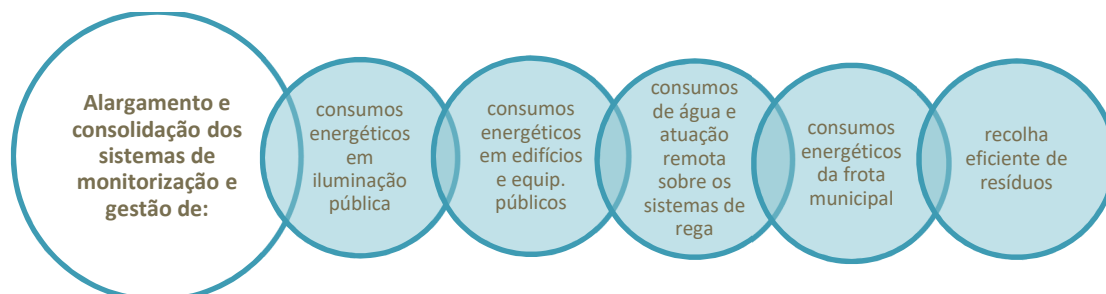 Alargamento e
consolidação dos
sistemas de
monitorização e
gestão de:
consumos
energéticos
em
iluminação
pública
consumos
energéticos
em edifícios
e equip.
públicos
consumos
de água e
atuação
remota
sobre os
sistemas de
rega
consumos
energéticos
da frota
municipal
recolha
eficiente de
resíduos